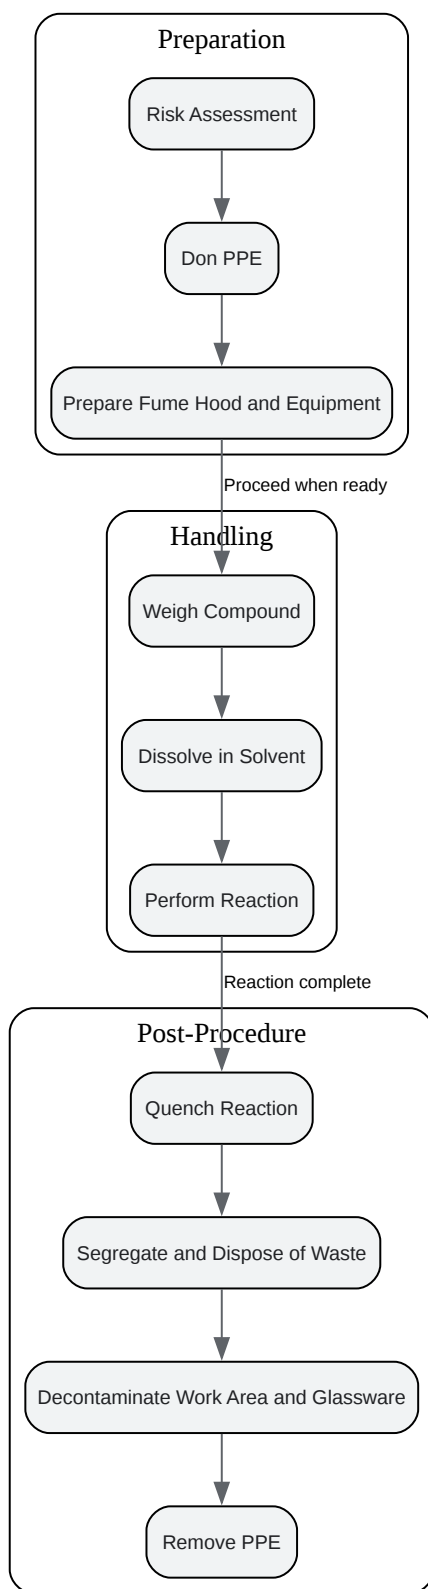 Preparation
Risk Assessment
Don PPE
Prepare Fume Hood and Equipment
Proceed when ready
Handling
Weigh Compound
Dissolve in Solvent
Perform Reaction
Reaction complete
Post-Procedure
Quench Reaction
Segregate and Dispose of Waste
Decontaminate Work Area and Glassware
Remove PPE